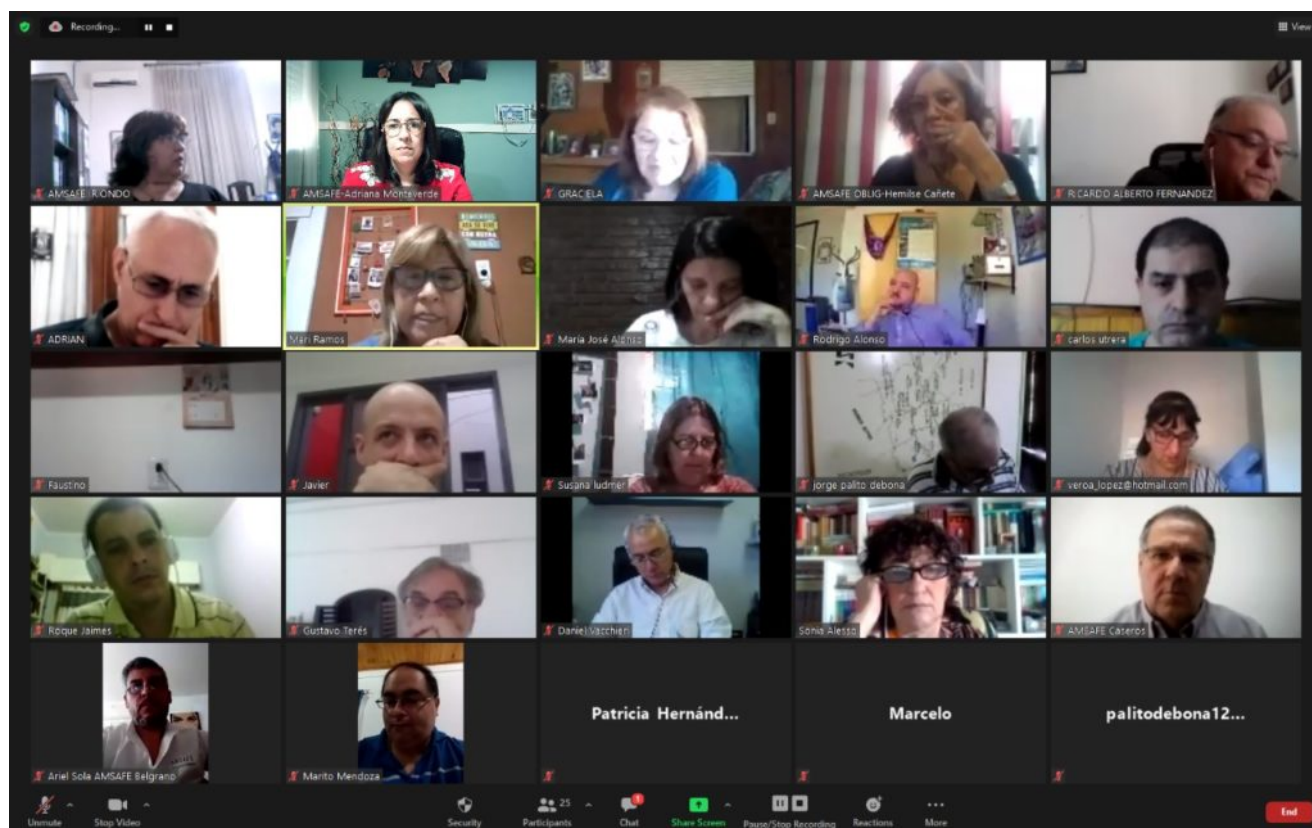 Recording...
View
AMSAFE IRIONDO
AMSAFE-Adriana Monteverde
GRACIELA
AMSAFE OBLIG-Hemilse Cañete
RICARDO ALBERTO FERNANDEZ
ADRIAN
Mari Ramos
María José Alonso
Rodrigo Alonso
carlos utrera
Faustino
Javier
Susana ludmer
jorge palito debona
veroa_lopez@hotmail.com
Roque Jaimes
Gustavo Terés
Daniel Vacchieri
Sonia Alesso
AMSAFE Caseros
Ariel Sola AMSAFE Belgrano
Marito Mendoza
Patricia Hernánd...
Marcelo
palitodebona12...
Unmute
Stop Video
Security
25
Participants
1
Chat
Share Screen
Pause/Stop Recording
Reactions
More
End